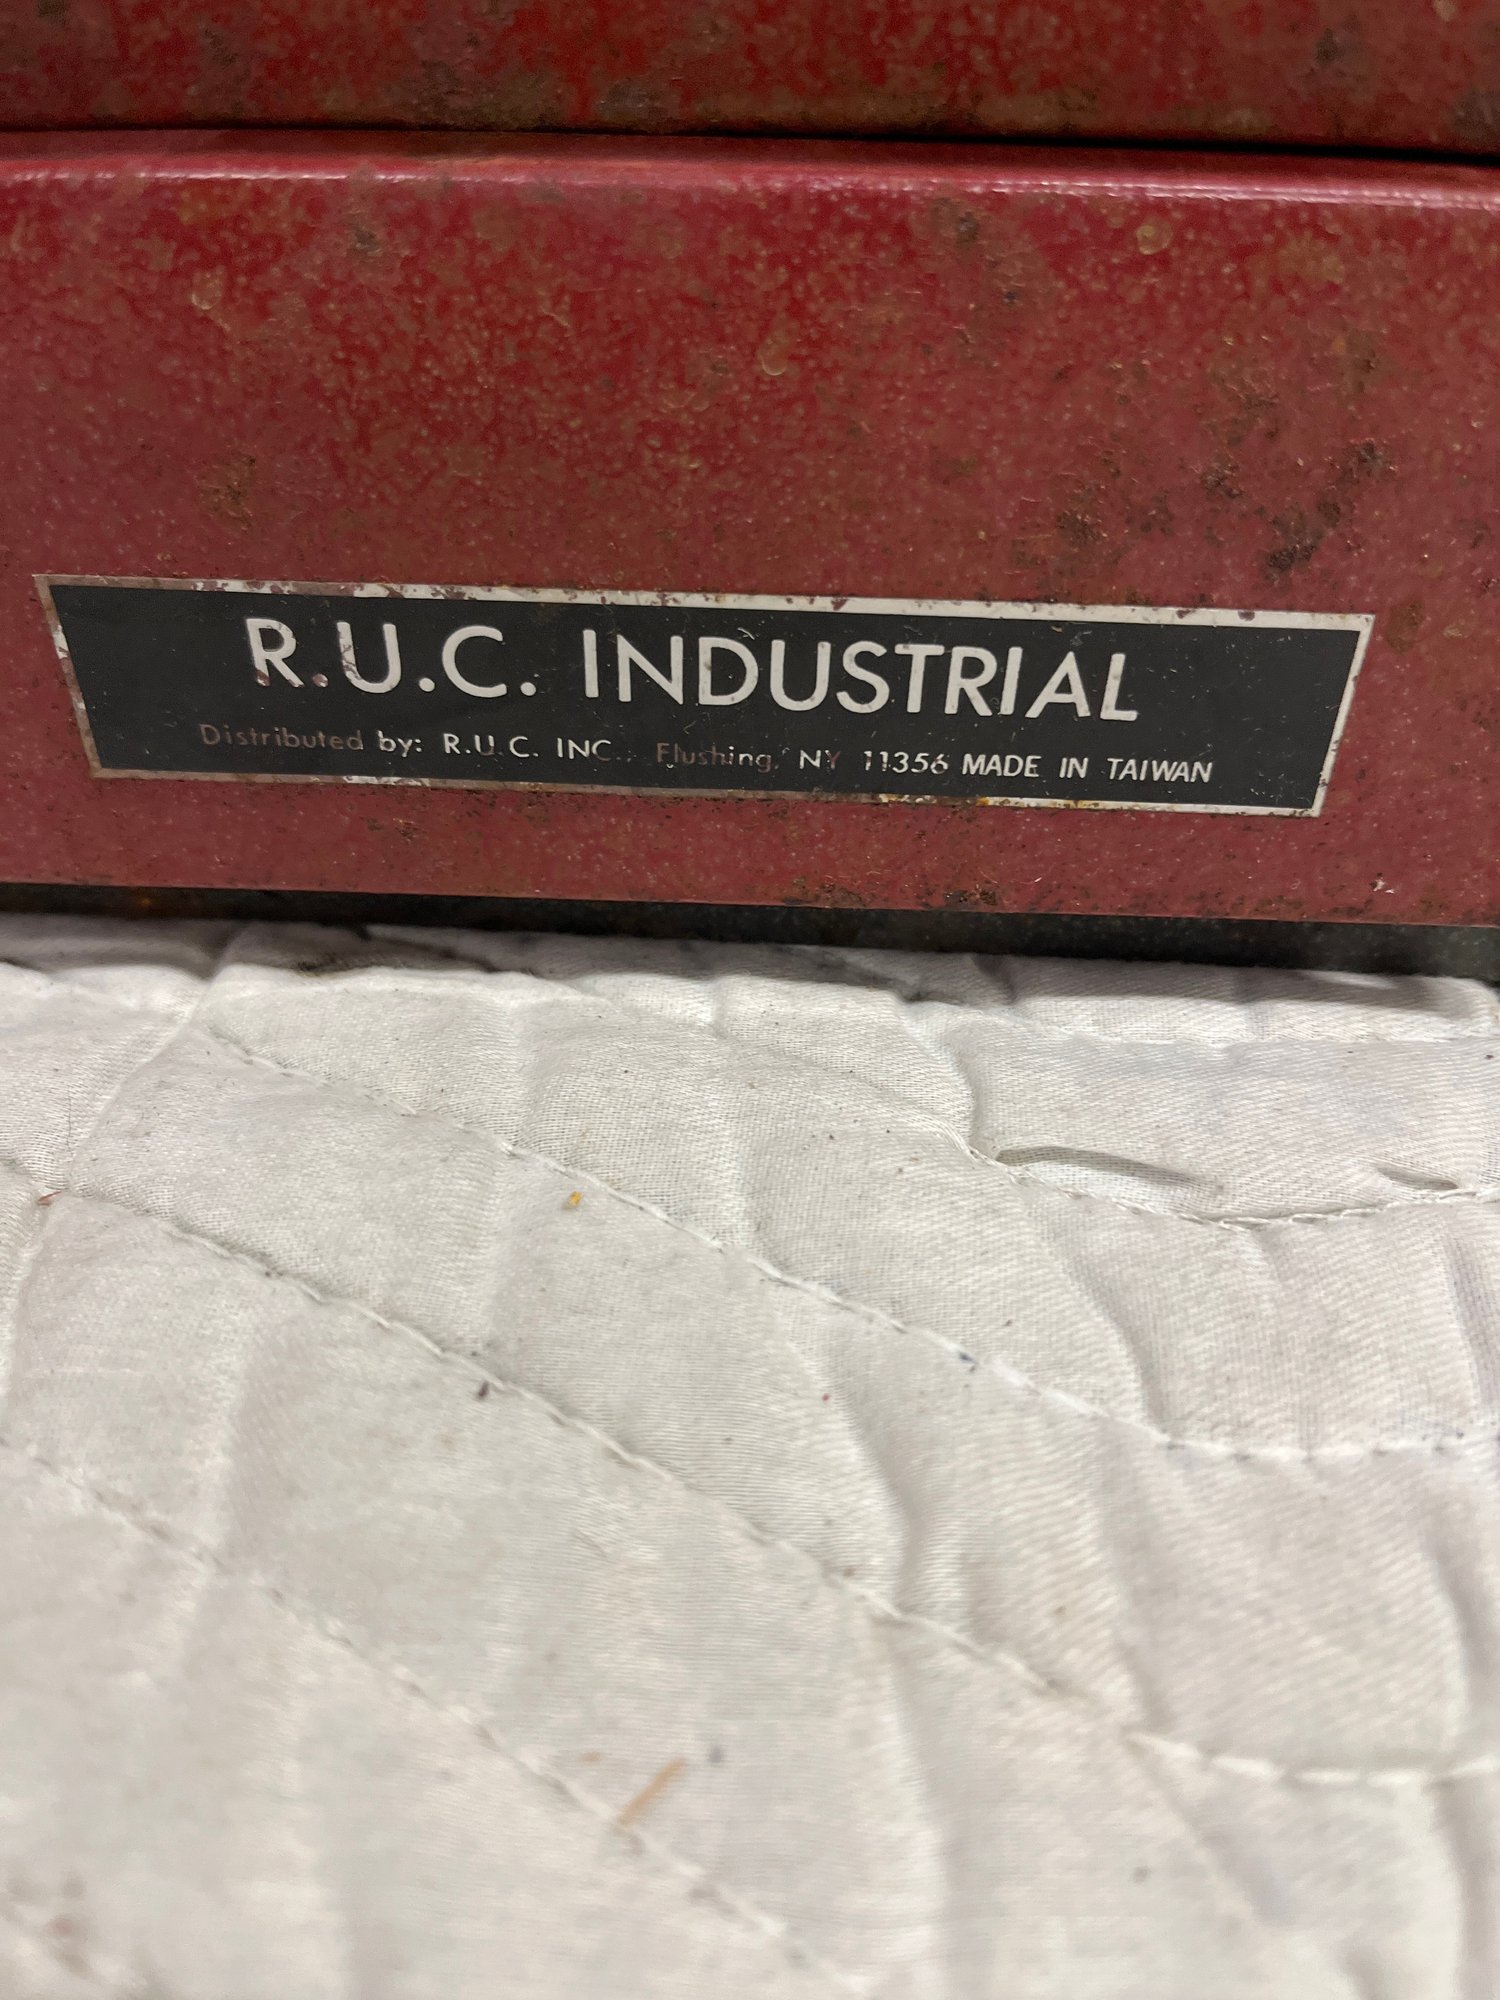 R.U.C. INDUSTRIAL
Distributed by: R.U.C. INC., Flushing, NY 11356 MADE IN TAIWAN